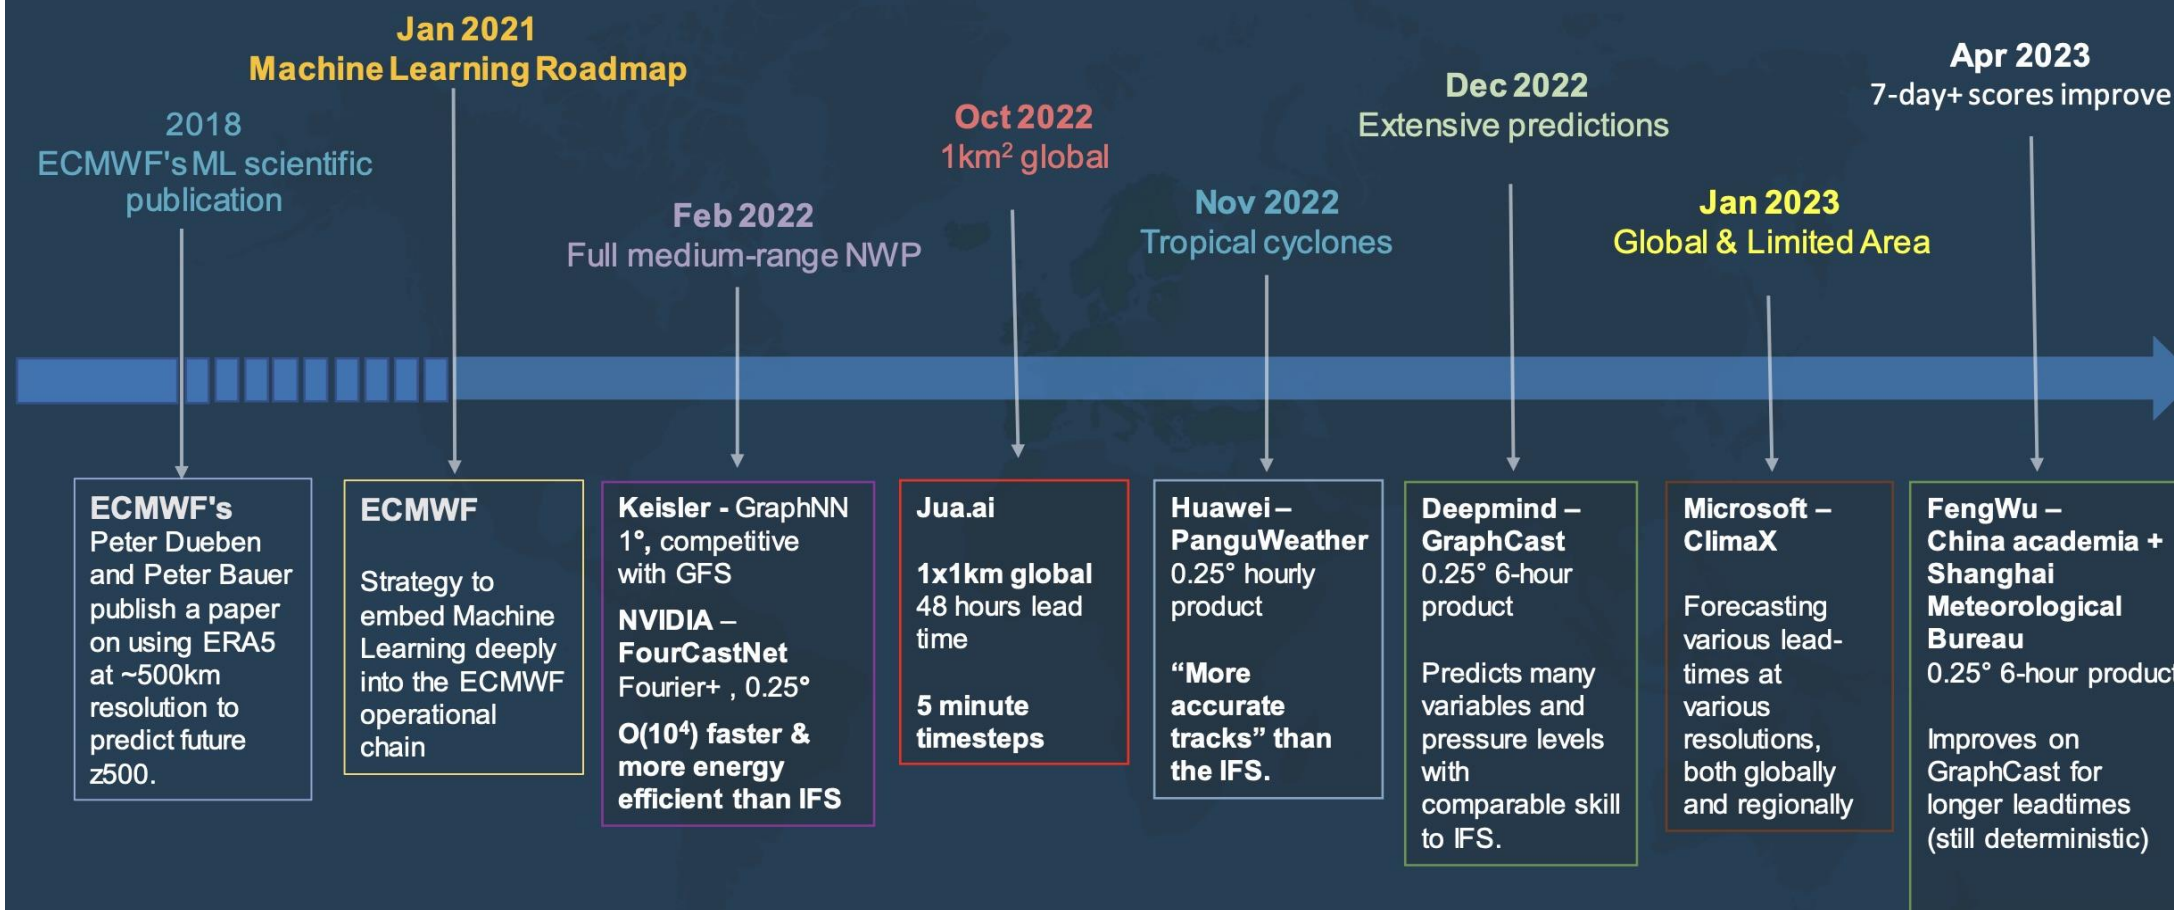 2018
ECMWF's ML scientific
publication
Jan 2021
Machine Learning Roadmap
Feb 2022
Full medium-range NWP
Oct 2022
1km² global
Nov 2022
Tropical cyclones
Dec 2022
Extensive predictions
Jan 2023
Global & Limited Area
Apr 2023
7-day+ scores improve
ECMWF's
Peter Dueben
and Peter Bauer
publish a paper
on using ERA5
at ~500km
resolution to
predict future
z500.
ECMWF
Strategy to
embed Machine
Learning deeply
into the ECMWF
operational
chain
Keisler - GraphNN
1°, competitive
with GFS
NVIDIA –
FourCastNet
Fourier+ , 0.25°
O(10⁴) faster &
more energy
efficient than IFS
Jua.ai
1x1km global
48 hours lead
time
5 minute
timesteps
Huawei –
PanguWeather
0.25° hourly
product
“More
accurate
tracks” than
the IFS.
Deepmind –
GraphCast
0.25° 6-hour
product
Predicts many
variables and
pressure levels
with
comparable skill
to IFS.
Microsoft –
ClimaX
Forecasting
various lead-
times at
various
resolutions,
both globally
and regionally
FengWu –
China academia +
Shanghai
Meteorological
Bureau
0.25° 6-hour product
Improves on
GraphCast for
longer leadtimes
(still deterministic)